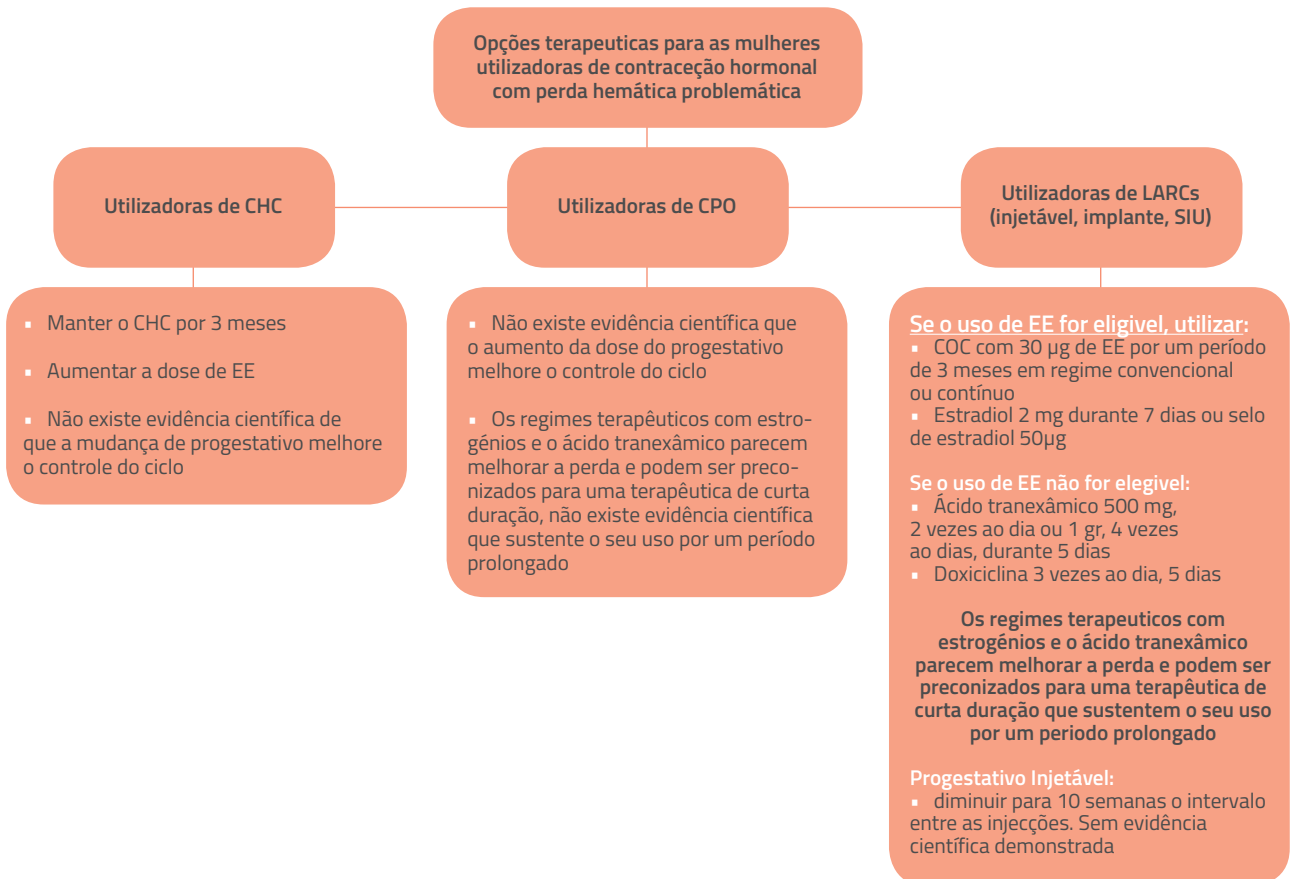 Opções terapeuticas para as mulheres
utilizadoras de contraceção hormonal
com perda hemática problemática
Utilizadoras de CHC
▪ Manter o CHC por 3 meses
▪ Aumentar a dose de EE
▪ Não existe evidência científica de
que a mudança de progestativo melhore
o controle do ciclo
Utilizadoras de CPO
▪ Não existe evidência científica que
o aumento da dose do progestativo
melhore o controle do ciclo
▪ Os regimes terapêuticos com estro-
génios e o ácido tranexâmico parecem
melhorar a perda e podem ser preco-
nizados para uma terapêutica de curta
duração, não existe evidência científica
que sustente o seu uso por um período
prolongado
Utilizadoras de LARCs
(injetável, implante, SIU)
Se o uso de EE for eligivel, utilizar:
▪ COC com 30 µg de EE por um período
de 3 meses em regime convencional
ou contínuo
▪ Estradiol 2 mg durante 7 dias ou selo
de estradiol 50µg
Se o uso de EE não for elegivel:
▪ Ácido tranexâmico 500 mg,
2 vezes ao dia ou 1 gr, 4 vezes
ao dias, durante 5 dias
▪ Doxiciclina 3 vezes ao dia, 5 dias
Os regimes terapeuticos com
estrogénios e o ácido tranexâmico
parecem melhorar a perda e podem ser
preconizados para uma terapêutica de
curta duração que sustentem o seu uso
por um periodo prolongado
Progestativo Injetável:
▪ diminuir para 10 semanas o intervalo
entre as injecções. Sem evidência
científica demonstrada